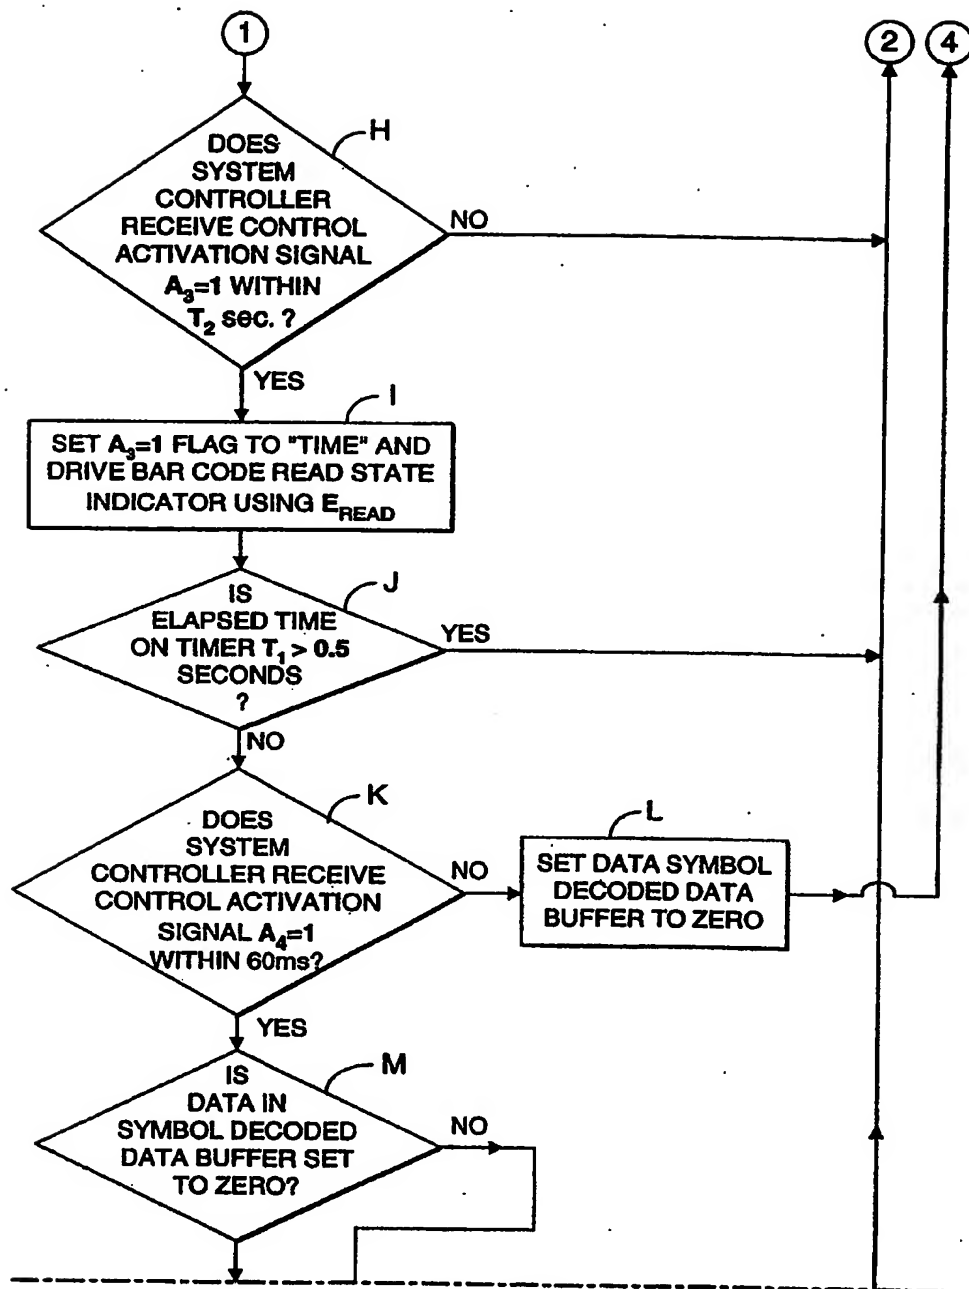 1
2
4
H
DOES
SYSTEM
CONTROLLER
RECEIVE CONTROL
ACTIVATION SIGNAL
A₃=1 WITHIN
T₂ sec. ?
NO
YES
I
SET A₃=1 FLAG TO "TIME" AND
DRIVE BAR CODE READ STATE
INDICATOR USING E_READ
J
IS
ELAPSED TIME
ON TIMER T₁ > 0.5
SECONDS
?
YES
NO
K
DOES
SYSTEM
CONTROLLER RECEIVE
CONTROL ACTIVATION
SIGNAL A₄=1
WITHIN 60ms?
NO
L
SET DATA SYMBOL
DECODED DATA
BUFFER TO ZERO
YES
M
IS
DATA IN
SYMBOL DECODED
DATA BUFFER SET
TO ZERO?
NO